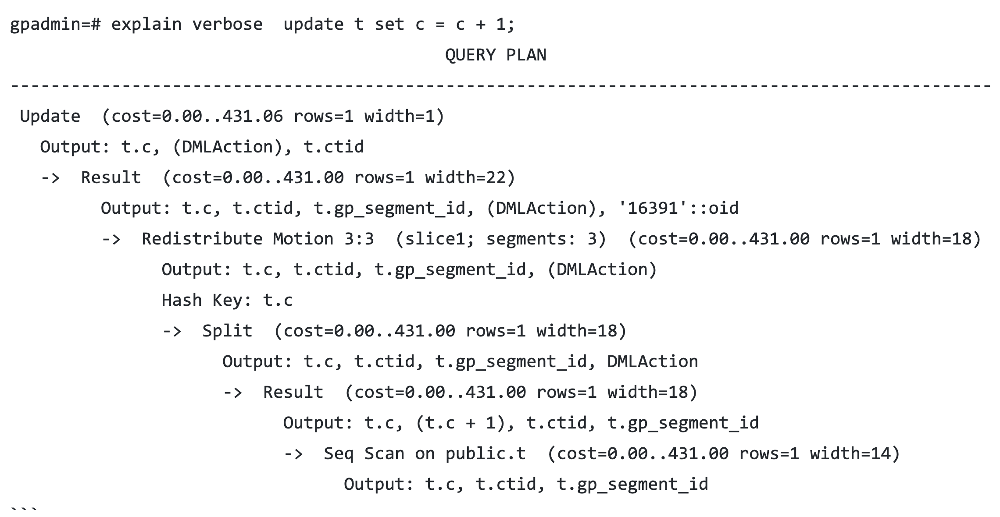 gpadmin=# explain verbose  update t set c = c + 1;
                                           QUERY PLAN
-------------------------------------------------------------------------------------------------
 Update  (cost=0.00..431.06 rows=1 width=1)
   Output: t.c, (DMLAction), t.ctid
   ->  Result  (cost=0.00..431.00 rows=1 width=22)
         Output: t.c, t.ctid, t.gp_segment_id, (DMLAction), '16391'::oid
         ->  Redistribute Motion 3:3  (slice1; segments: 3)  (cost=0.00..431.00 rows=1 width=18)
               Output: t.c, t.ctid, t.gp_segment_id, (DMLAction)
               Hash Key: t.c
               ->  Split  (cost=0.00..431.00 rows=1 width=18)
                     Output: t.c, t.ctid, t.gp_segment_id, DMLAction
                     ->  Result  (cost=0.00..431.00 rows=1 width=18)
                           Output: t.c, (t.c + 1), t.ctid, t.gp_segment_id
                           ->  Seq Scan on public.t  (cost=0.00..431.00 rows=1 width=14)
                                 Output: t.c, t.ctid, t.gp_segment_id
```